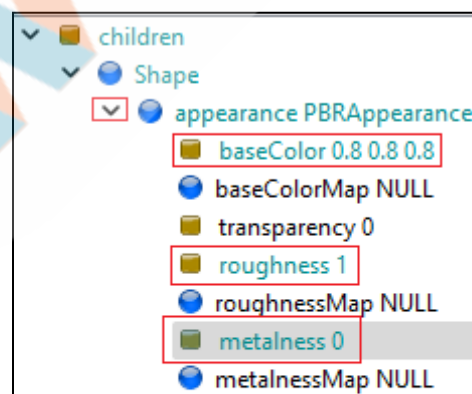 children
Shape
appearance PBRAppearance
baseColor 0.8 0.8 0.8
baseColorMap NULL
transparency 0
roughness 1
roughnessMap NULL
metalness 0
metalnessMap NULL